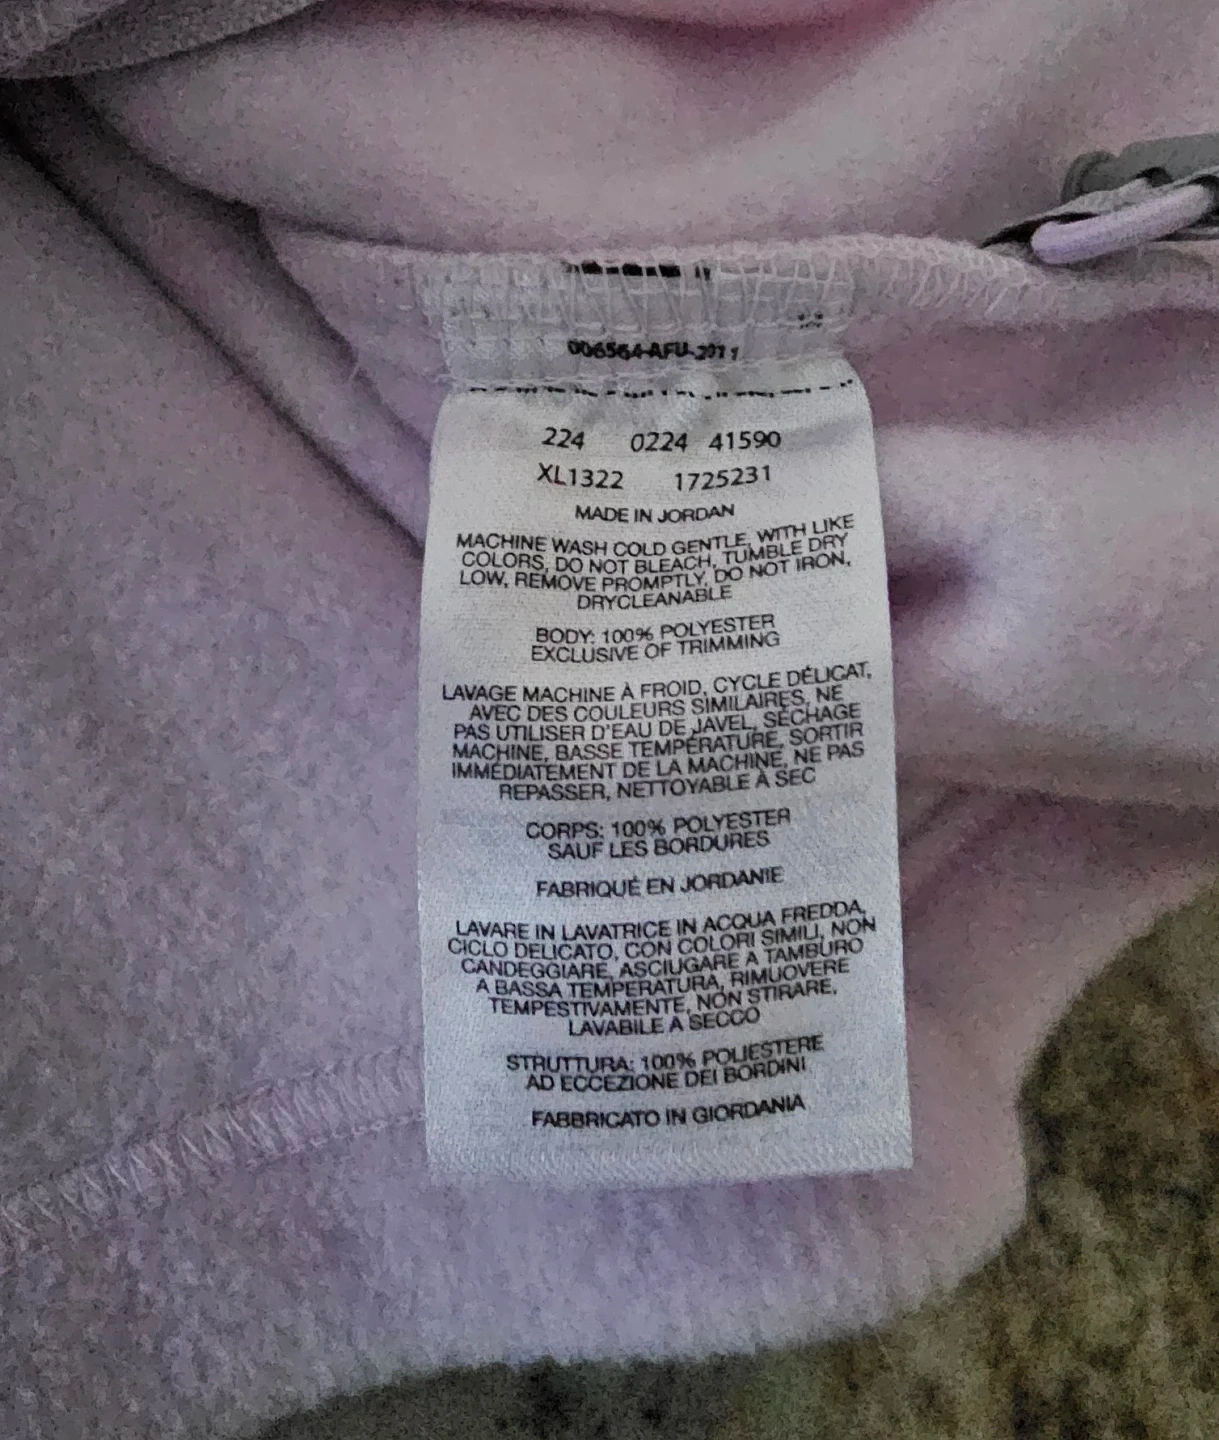 006564-AFU-2011
224 0224 41590
XL1322 1725231
MADE IN JORDAN
MACHINE WASH COLD GENTLE, WITH LIKE
COLORS, DO NOT BLEACH, TUMBLE DRY
LOW, REMOVE PROMPTLY, DO NOT IRON,
DRYCLEANABLE
BODY: 100% POLYESTER
EXCLUSIVE OF TRIMMING
LAVAGE MACHINE À FROID, CYCLE DÉLICAT,
AVEC DES COULEURS SIMILAIRES, NE
PAS UTILISER D'EAU DE JAVEL, SÉCHAGE
MACHINE, BASSE TEMPÉRATURE, SORTIR
IMMÉDIATEMENT DE LA MACHINE, NE PAS
REPASSER, NETTOYABLE À SEC
CORPS: 100% POLYESTER
SAUF LES BORDURES
FABRIQUÉ EN JORDANIE
LAVARE IN LAVATRICE IN ACQUA FREDDA,
CICLO DELICATO, CON COLORI SIMILI, NON
CANDEGGIARE, ASCIUGARE A TAMBURO
A BASSA TEMPERATURA, RIMUOVERE
TEMPESTIVAMENTE, NON STIRARE,
LAVABILE A SECCO
STRUTTURA: 100% POLIESTERE
AD ECCEZIONE DEI BORDINI
FABBRICATO IN GIORDANIA